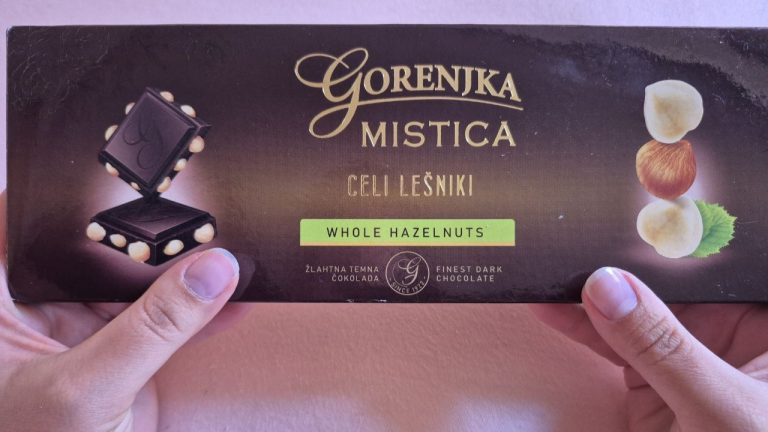 GORENJKA
MISTICA
CELI LEŠNIKI
WHOLE HAZELNUTS
ŽLAHTNA TEMNA
ČOKOLADA
FINEST DARK
CHOCOLATE